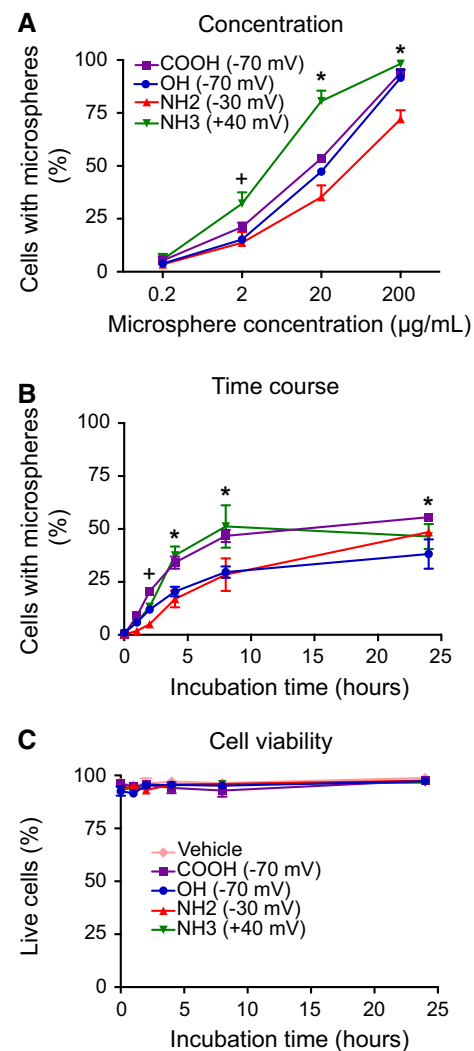 A
Concentration
COOH (-70 mV)
OH (-70 mV)
NH2 (-30 mV)
NH3 (+40 mV)
Cells with microspheres
(%)
100
75
50
25
0
+
*
*
0.2 2 20 200
Microsphere concentration (µg/mL)
B
Time course
Cells with microspheres
(%)
100
75
50
25
0
+
*
*
*
0 5 10 15 20 25
Incubation time (hours)
C
Cell viability
Live cells (%)
100
75
50
25
0
Vehicle
COOH (-70 mV)
OH (-70 mV)
NH2 (-30 mV)
NH3 (+40 mV)
0 5 10 15 20 25
Incubation time (hours)